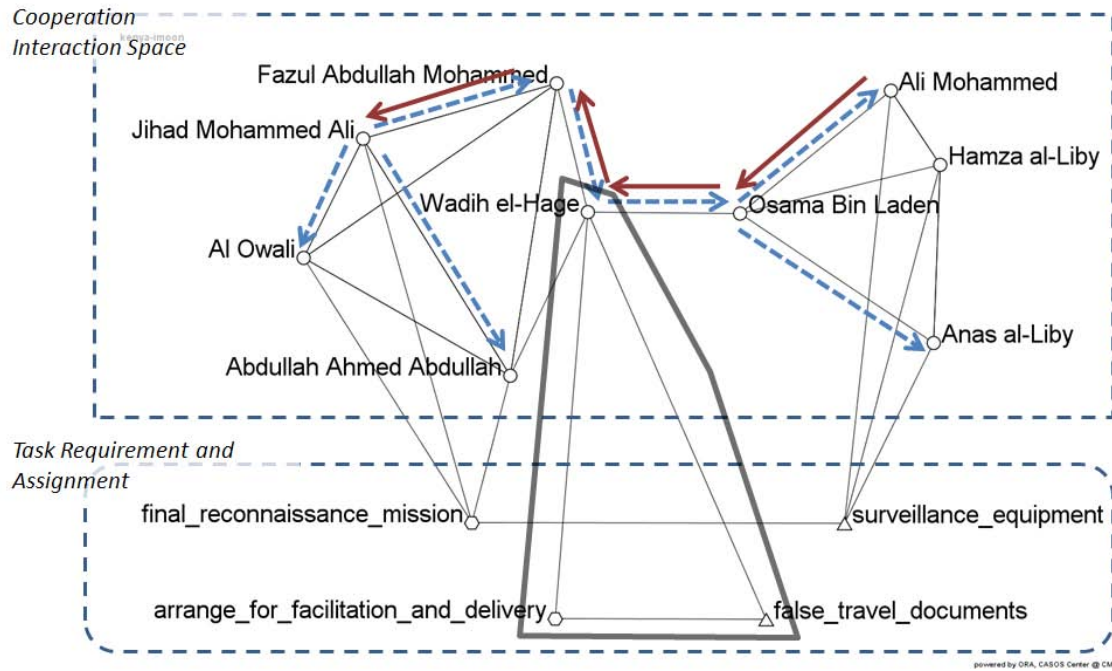 Cooperation
Interaction Space
kenya-imoon
Fazul Abdullah Mohammed
Ali Mohammed
Jihad Mohammed Ali
Hamza al-Liby
Wadih el-Hage
Osama Bin Laden
Al Owali
Anas al-Liby
Abdullah Ahmed Abdullah
Task Requirement and
Assignment
final_reconnaissance_mission
surveillance_equipment
arrange_for_facilitation_and_delivery
false_travel_documents
powered by ORA, CASOS Center @ CM